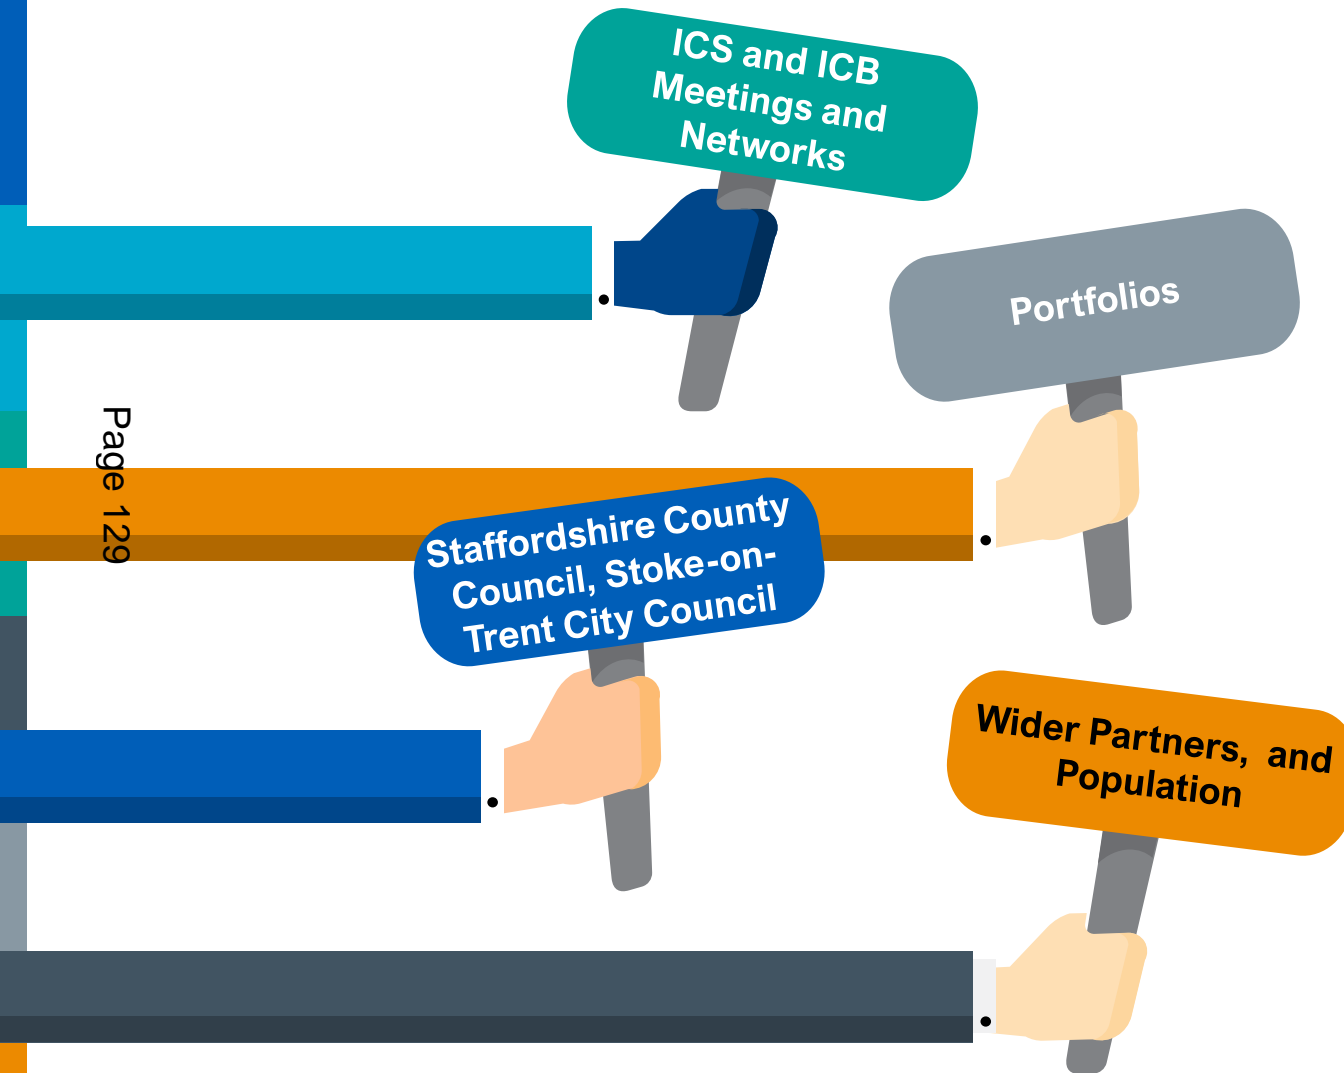 ICS and ICB
Meetings and
Networks
Portfolios
Page 129
Staffordshire County
Council, Stoke-on-
Trent City Council
Wider Partners,  and
Population